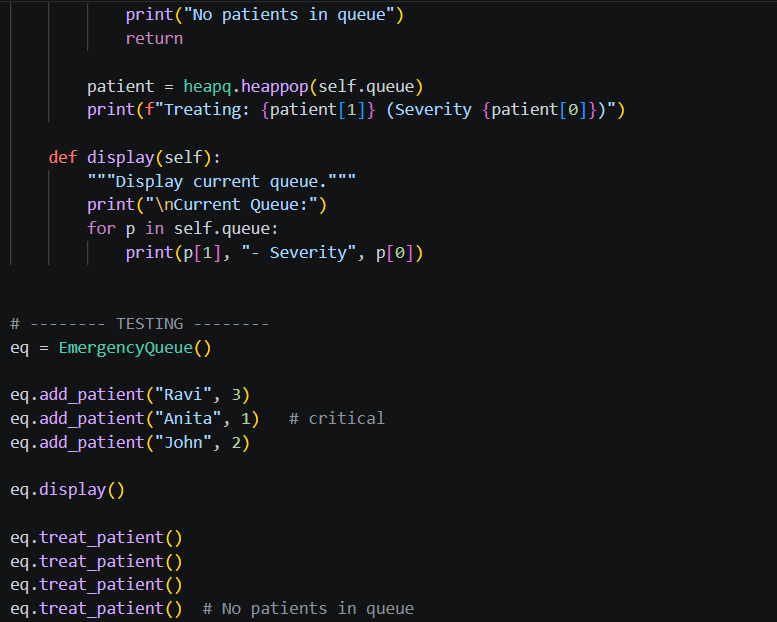 print("No patients in queue")
return
patient = heapq.heappop(self.queue)
print(f"Treating: {patient[1]} (Severity {patient[0]})")
def display(self):
"""Display current queue."""
print("\nCurrent Queue:")
for p in self.queue:
print(p[1], "- Severity", p[0])
# -------- TESTING --------
eq = EmergencyQueue()
eq.add_patient("Ravi", 3)
eq.add_patient("Anita", 1)   # critical
eq.add_patient("John", 2)
eq.display()
eq.treat_patient()
eq.treat_patient()
eq.treat_patient()
eq.treat_patient()  # No patients in queue